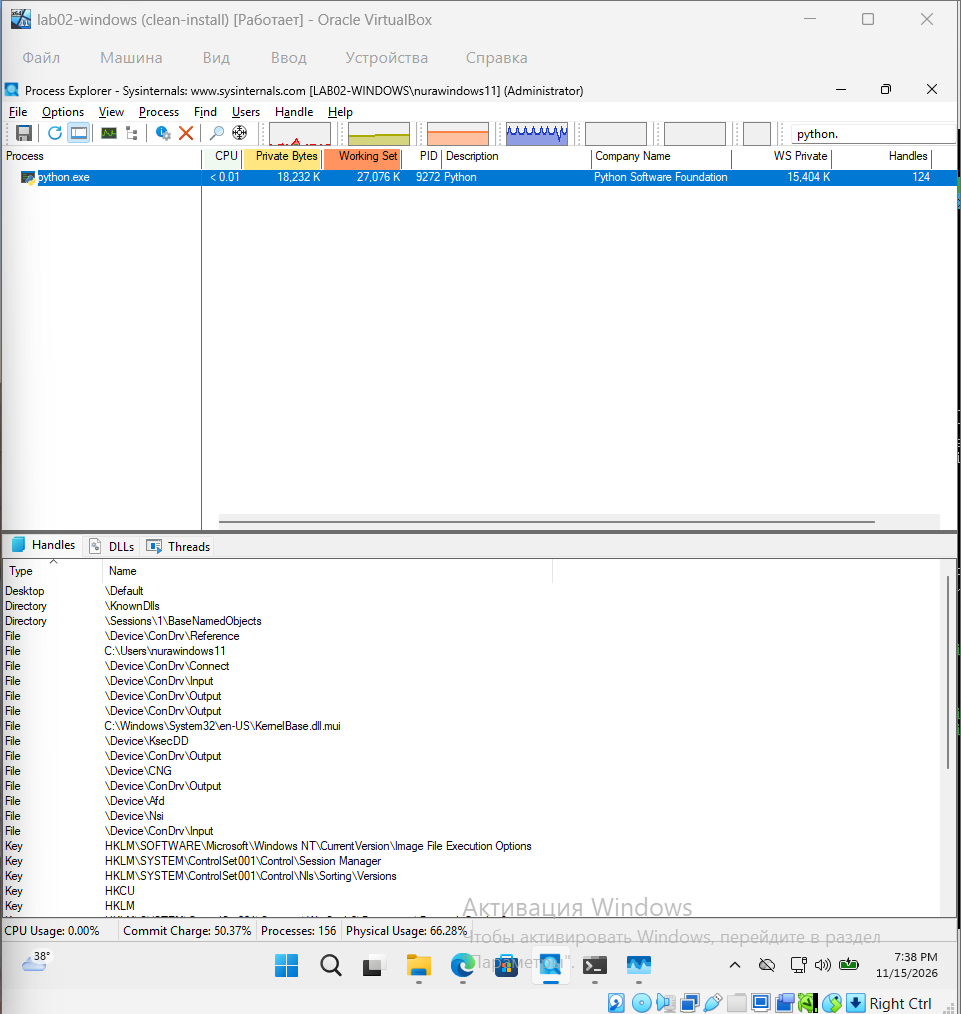 lab02-windows (clean-install) [Работает] - Oracle VirtualBox
Файл Машина Вид Ввод Устройства Справка
Process Explorer - Sysinternals: www.sysinternals.com [LAB02-WINDOWS\nurawindows11] (Administrator)
File Options View Process Find Users Handle Help
python.
Process CPU Private Bytes Working Set PID Description Company Name WS Private Handles
python.exe < 0.01 18,232 K 27,076 K 9272 Python Python Software Foundation 15,404 K 124
Handles DLLs Threads
Type Name
Desktop \Default
Directory \KnownDlls
Directory \Sessions\1\BaseNamedObjects
File \Device\ConDrv\Reference
File C:\Users\nurawindows11
File \Device\ConDrv\Connect
File \Device\ConDrv\Input
File \Device\ConDrv\Output
File \Device\ConDrv\Output
File C:\Windows\System32\en-US\KernelBase.dll.mui
File \Device\KsecDD
File \Device\ConDrv\Output
File \Device\CNG
File \Device\ConDrv\Output
File \Device\Afd
File \Device\Nsi
File \Device\ConDrv\Input
Key HKLM\SOFTWARE\Microsoft\Windows NT\CurrentVersion\Image File Execution Options
Key HKLM\SYSTEM\ControlSet001\Control\Session Manager
Key HKLM\SYSTEM\ControlSet001\Control\Nls\Sorting\Versions
Key HKCU
Key HKLM
Активация Windows
CPU Usage: 0.00% Commit Charge: 50.37% Processes: 156 Physical Usage: 66.28%
Чтобы активировать Windows, перейдите в раздел
"Параметры".
38°
7:38 PM
11/15/2026
Right Ctrl